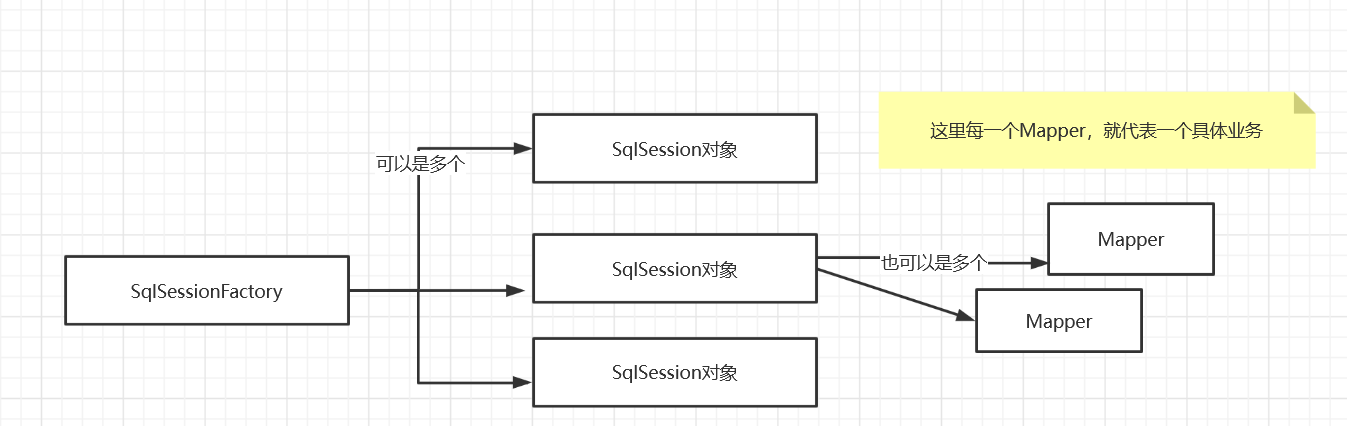 这里每一个Mapper，就代表一个具体业务
SqlSession对象
可以是多个
Mapper
SqlSession对象
也可以是多个
SqlSessionFactory
Mapper
SqlSession对象